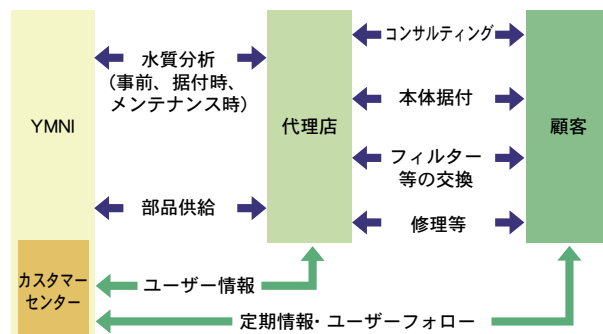 コンサルティング
水質分析
(事前、据付時、
メンテナンス時)
YMNI
代理店
本体据付
顧客
フィルター
等の交換
部品供給
修理等
カスタマー
センター
ユーザー情報
定期情報・ユーザーフォロー